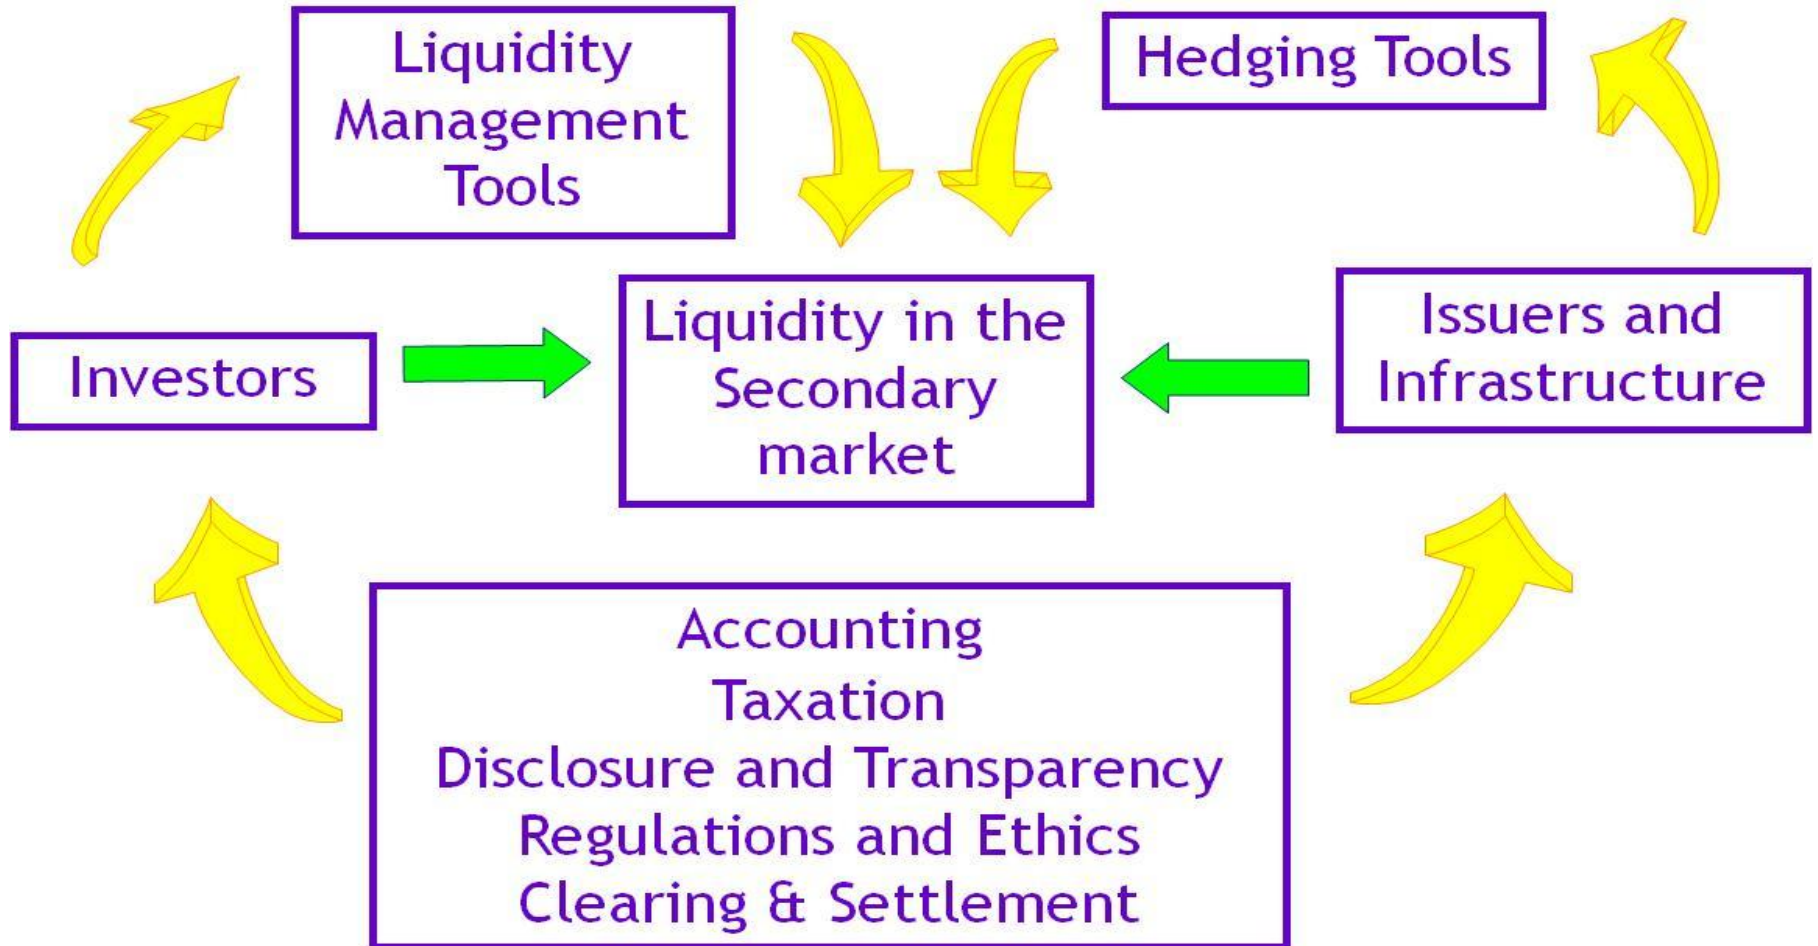 Liquidity
Management
Tools
Hedging Tools
Investors
Liquidity in the
Secondary
market
Issuers and
Infrastructure
Accounting
Taxation
Disclosure and Transparency
Regulations and Ethics
Clearing & Settlement